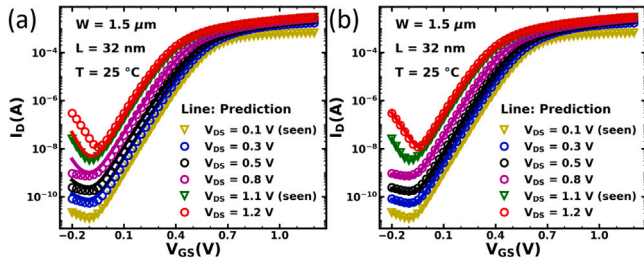 (a)
I_D(A)
10⁻⁴
10⁻⁶
10⁻⁸
10⁻¹⁰
W = 1.5 μm
L = 32 nm
T = 25 °C
Line: Prediction
V_DS = 0.1 V (seen)
V_DS = 0.3 V
V_DS = 0.5 V
V_DS = 0.8 V
V_DS = 1.1 V (seen)
V_DS = 1.2 V
−0.2 0.1 0.4 0.7 1.0
V_GS(V)
(b)
I_D(A)
10⁻⁴
10⁻⁶
10⁻⁸
10⁻¹⁰
W = 1.5 μm
L = 32 nm
T = 25 °C
Line: Prediction
V_DS = 0.1 V (seen)
V_DS = 0.3 V
V_DS = 0.5 V
V_DS = 0.8 V
V_DS = 1.1 V (seen)
V_DS = 1.2 V
−0.2 0.1 0.4 0.7 1.0
V_GS(V)